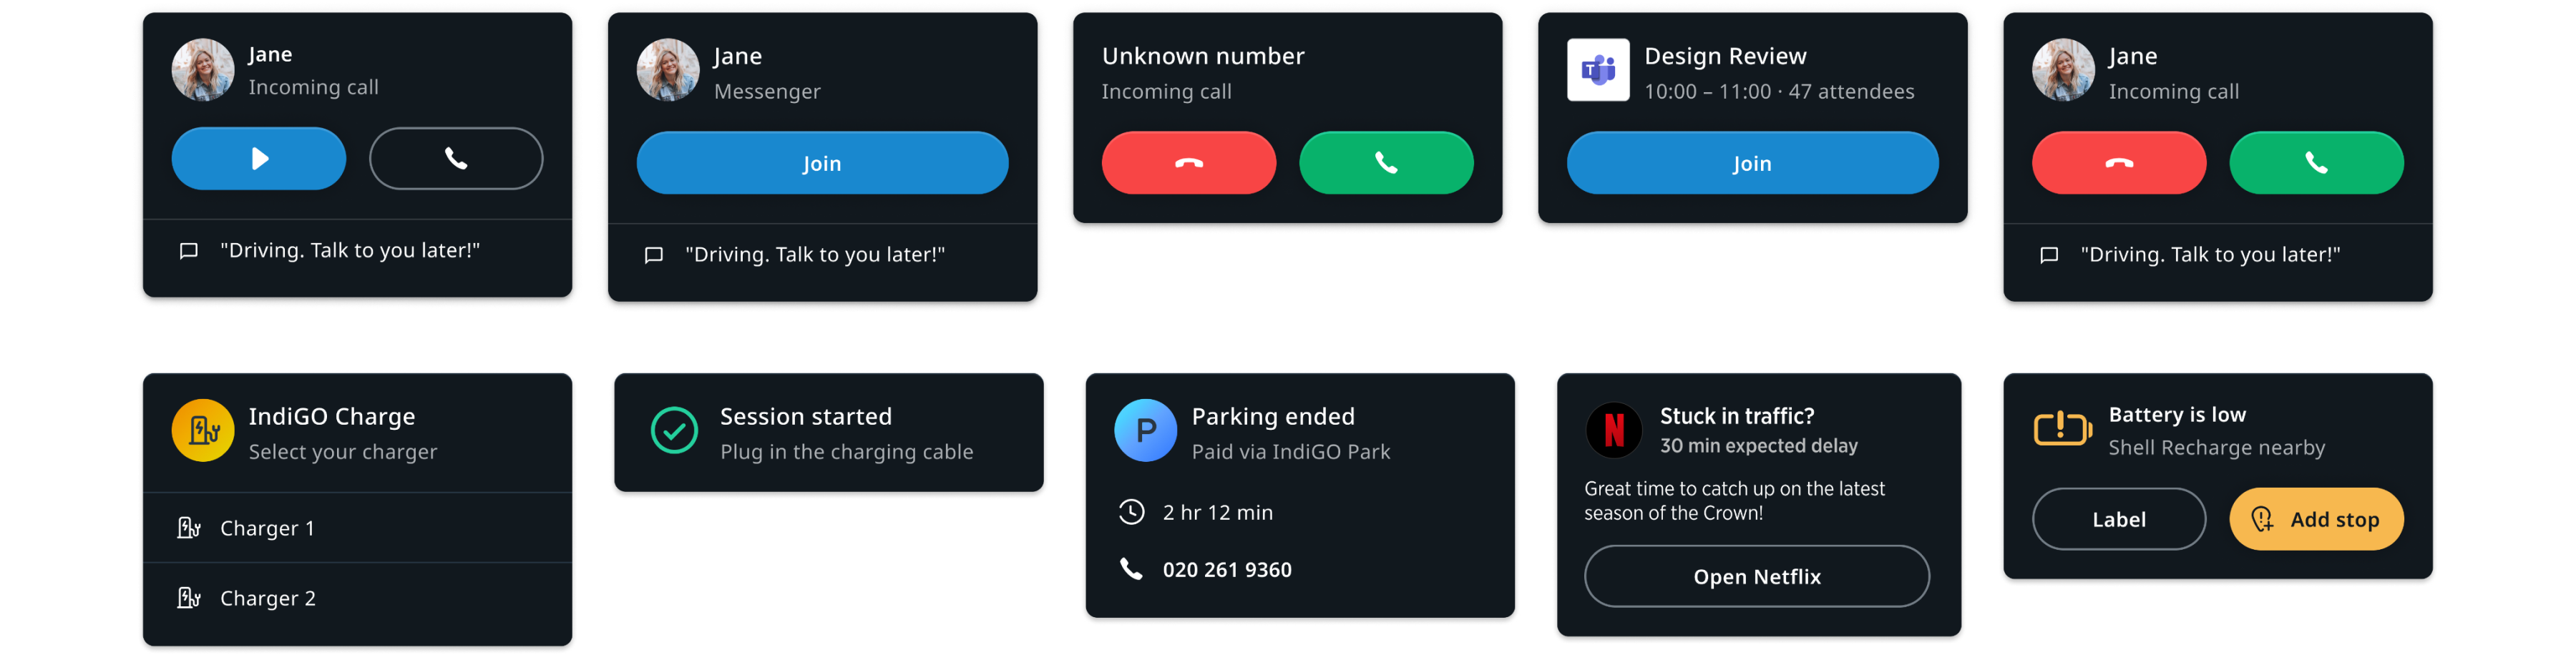 Jane
Incoming call
"Driving. Talk to you later!"
Jane
Messenger
Join
"Driving. Talk to you later!"
Unknown number
Incoming call
Design Review
10:00 – 11:00 · 47 attendees
Join
Jane
Incoming call
"Driving. Talk to you later!"
IndiGO Charge
Select your charger
Charger 1
Charger 2
Session started
Plug in the charging cable
P
Parking ended
Paid via IndiGO Park
2 hr 12 min
020 261 9360
N
Stuck in traffic?
30 min expected delay
Great time to catch up on the latest
season of the Crown!
Open Netflix
Battery is low
Shell Recharge nearby
Label
Add stop